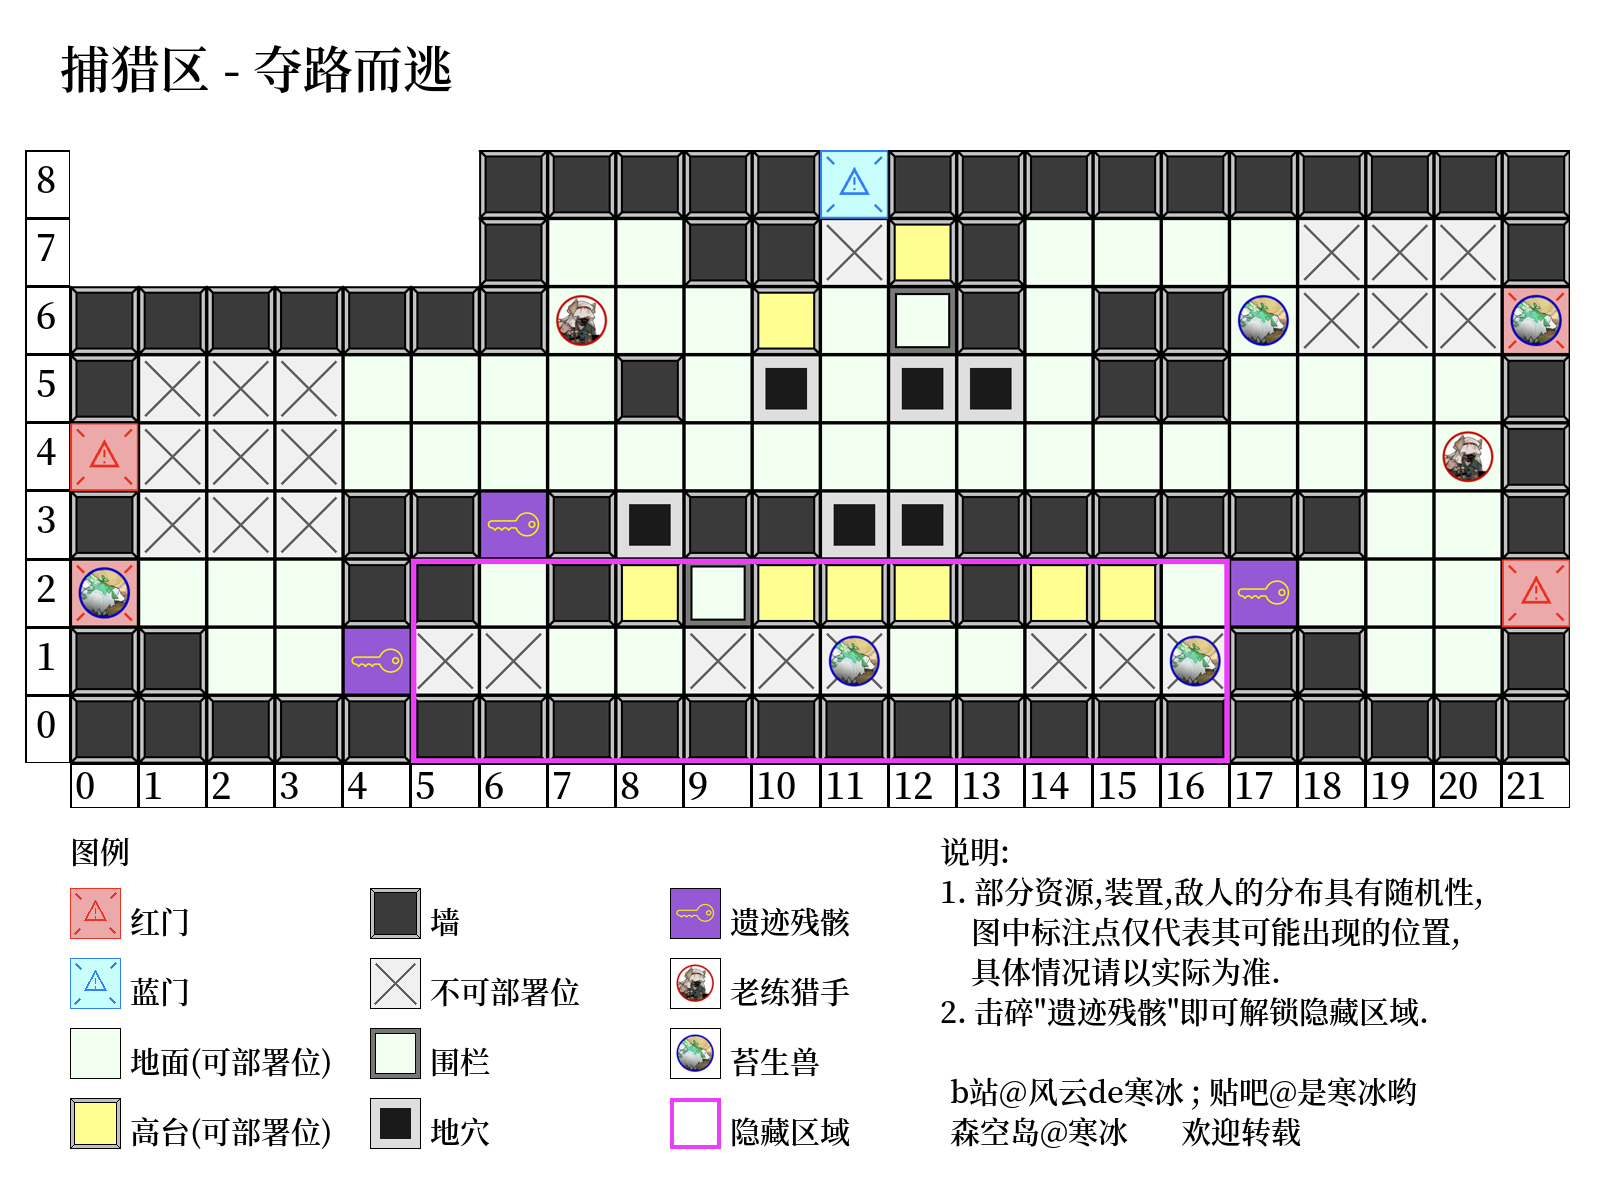 捕猎区 - 夺路而逃
8
7
6
5
4
3
2
1
0
0 1 2 3 4 5 6 7 8 9 10 11 12 13 14 15 16 17 18 19 20 21
图例
红门
蓝门
地面(可部署位)
高台(可部署位)
墙
不可部署位
围栏
地穴
遗迹残骸
老练猎手
苔生兽
隐藏区域
说明:
1. 部分资源,装置,敌人的分布具有随机性,
图中标注点仅代表其可能出现的位置,
具体情况请以实际为准.
2. 击碎"遗迹残骸"即可解锁隐藏区域.
b站@风云de寒冰 ; 贴吧@是寒冰哟
森空岛@寒冰 欢迎转载